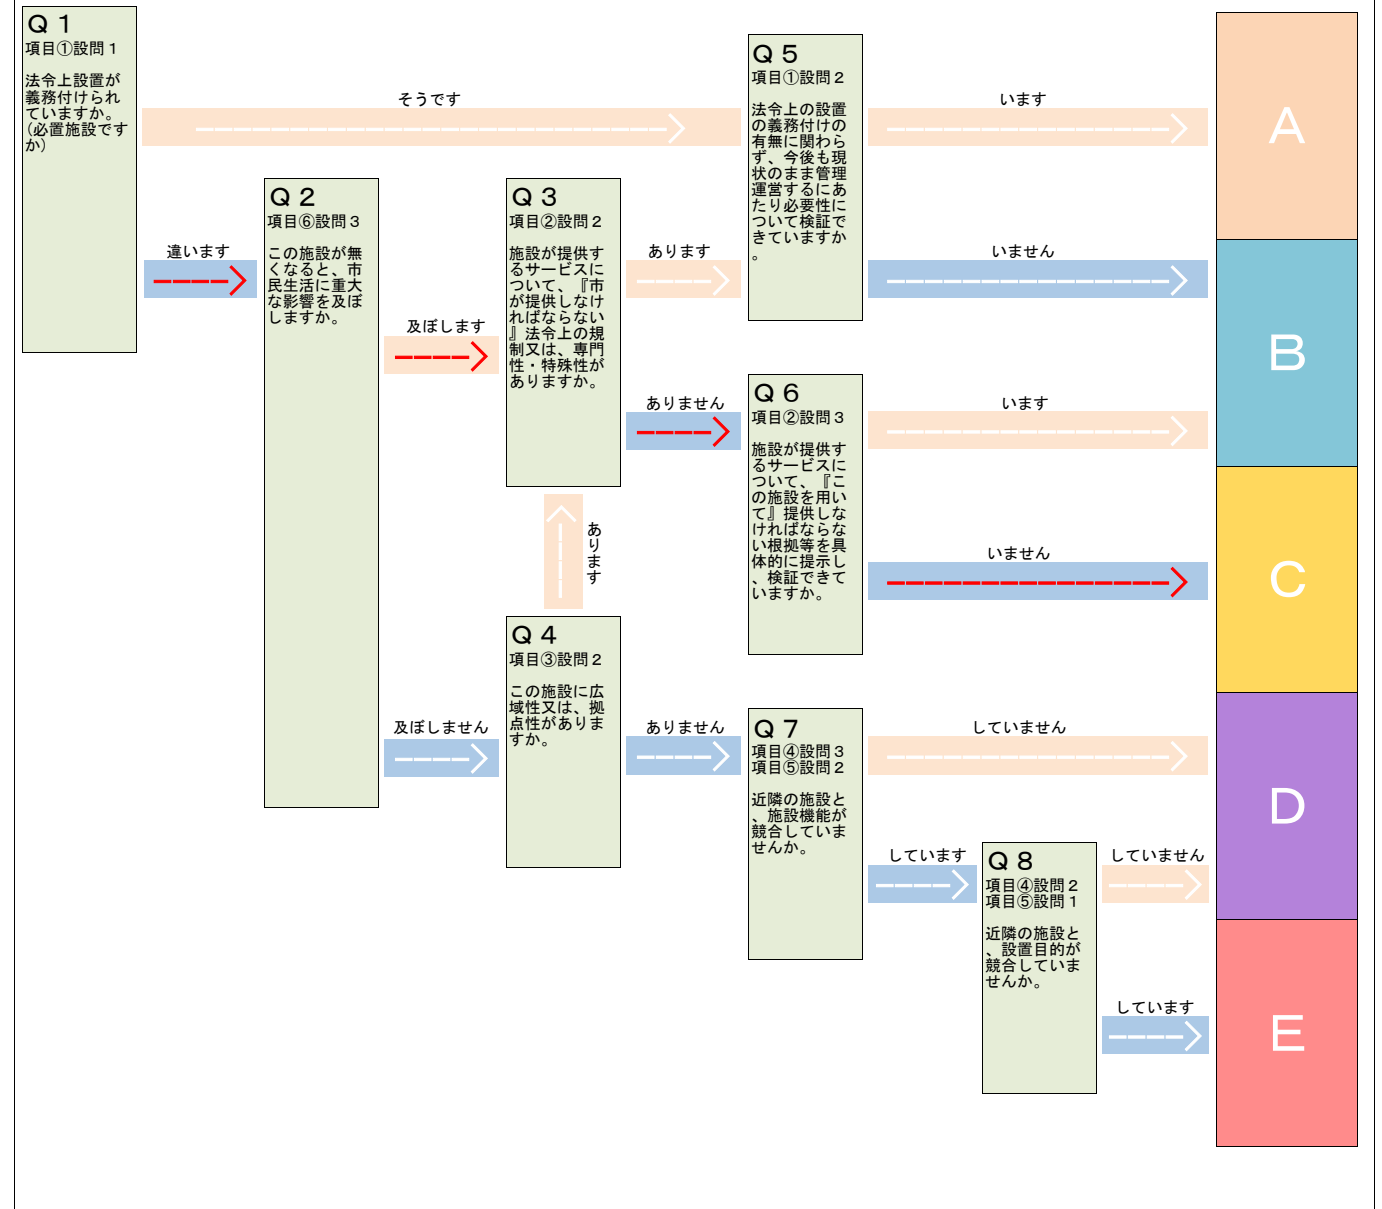 Ｑ１
項目①設問１
法令上設置が
義務付けられ
ていますか。
（必置施設です
か）
そうです
違います
Ｑ２
項目⑥設問３
この施設が無
くなると、市
民生活に重大
な影響を及ぼ
しますか。
及ぼします
及ぼしません
Ｑ３
項目②設問２
施設が提供す
るサービスに
ついて、『市
が提供しなけ
ればならない
』法令上の規
制又は、専門
性・特殊性が
ありますか。
あります
ありません
あります
Ｑ４
項目③設問２
この施設に広
域性又は、拠
点性がありま
すか。
ありません
Ｑ５
項目①設問２
法令上の設置
の義務付けの
有無に関わら
ず、今後も現
状のまま管理
運営するにあ
たり必要性に
ついて検証で
きていますか
。
います
いません
Ｑ６
項目②設問３
施設が提供す
るサービスに
ついて、『こ
の施設を用い
て』提供しな
ければならな
い根拠等を具
体的に提示し
、検証できて
いますか。
います
いません
Ｑ７
項目④設問３
項目⑤設問２
近隣の施設と
、施設機能が
競合していま
せんか。
していません
しています
Ｑ８
項目④設問２
項目⑤設問１
近隣の施設と
、設置目的が
競合していま
せんか。
していません
しています
Ａ
Ｂ
Ｃ
Ｄ
Ｅ